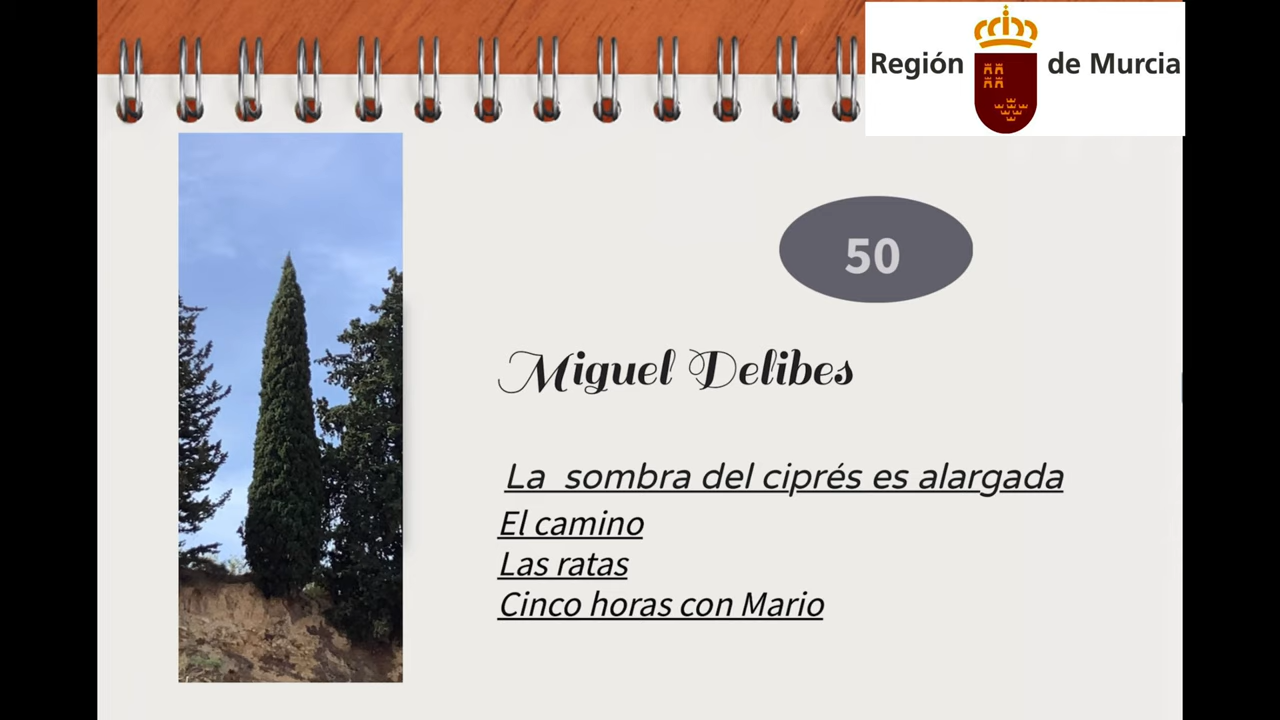 Región de Murcia
50
Miguel Delibes
La sombra del ciprés es alargada
El camino
Las ratas
Cinco horas con Mario